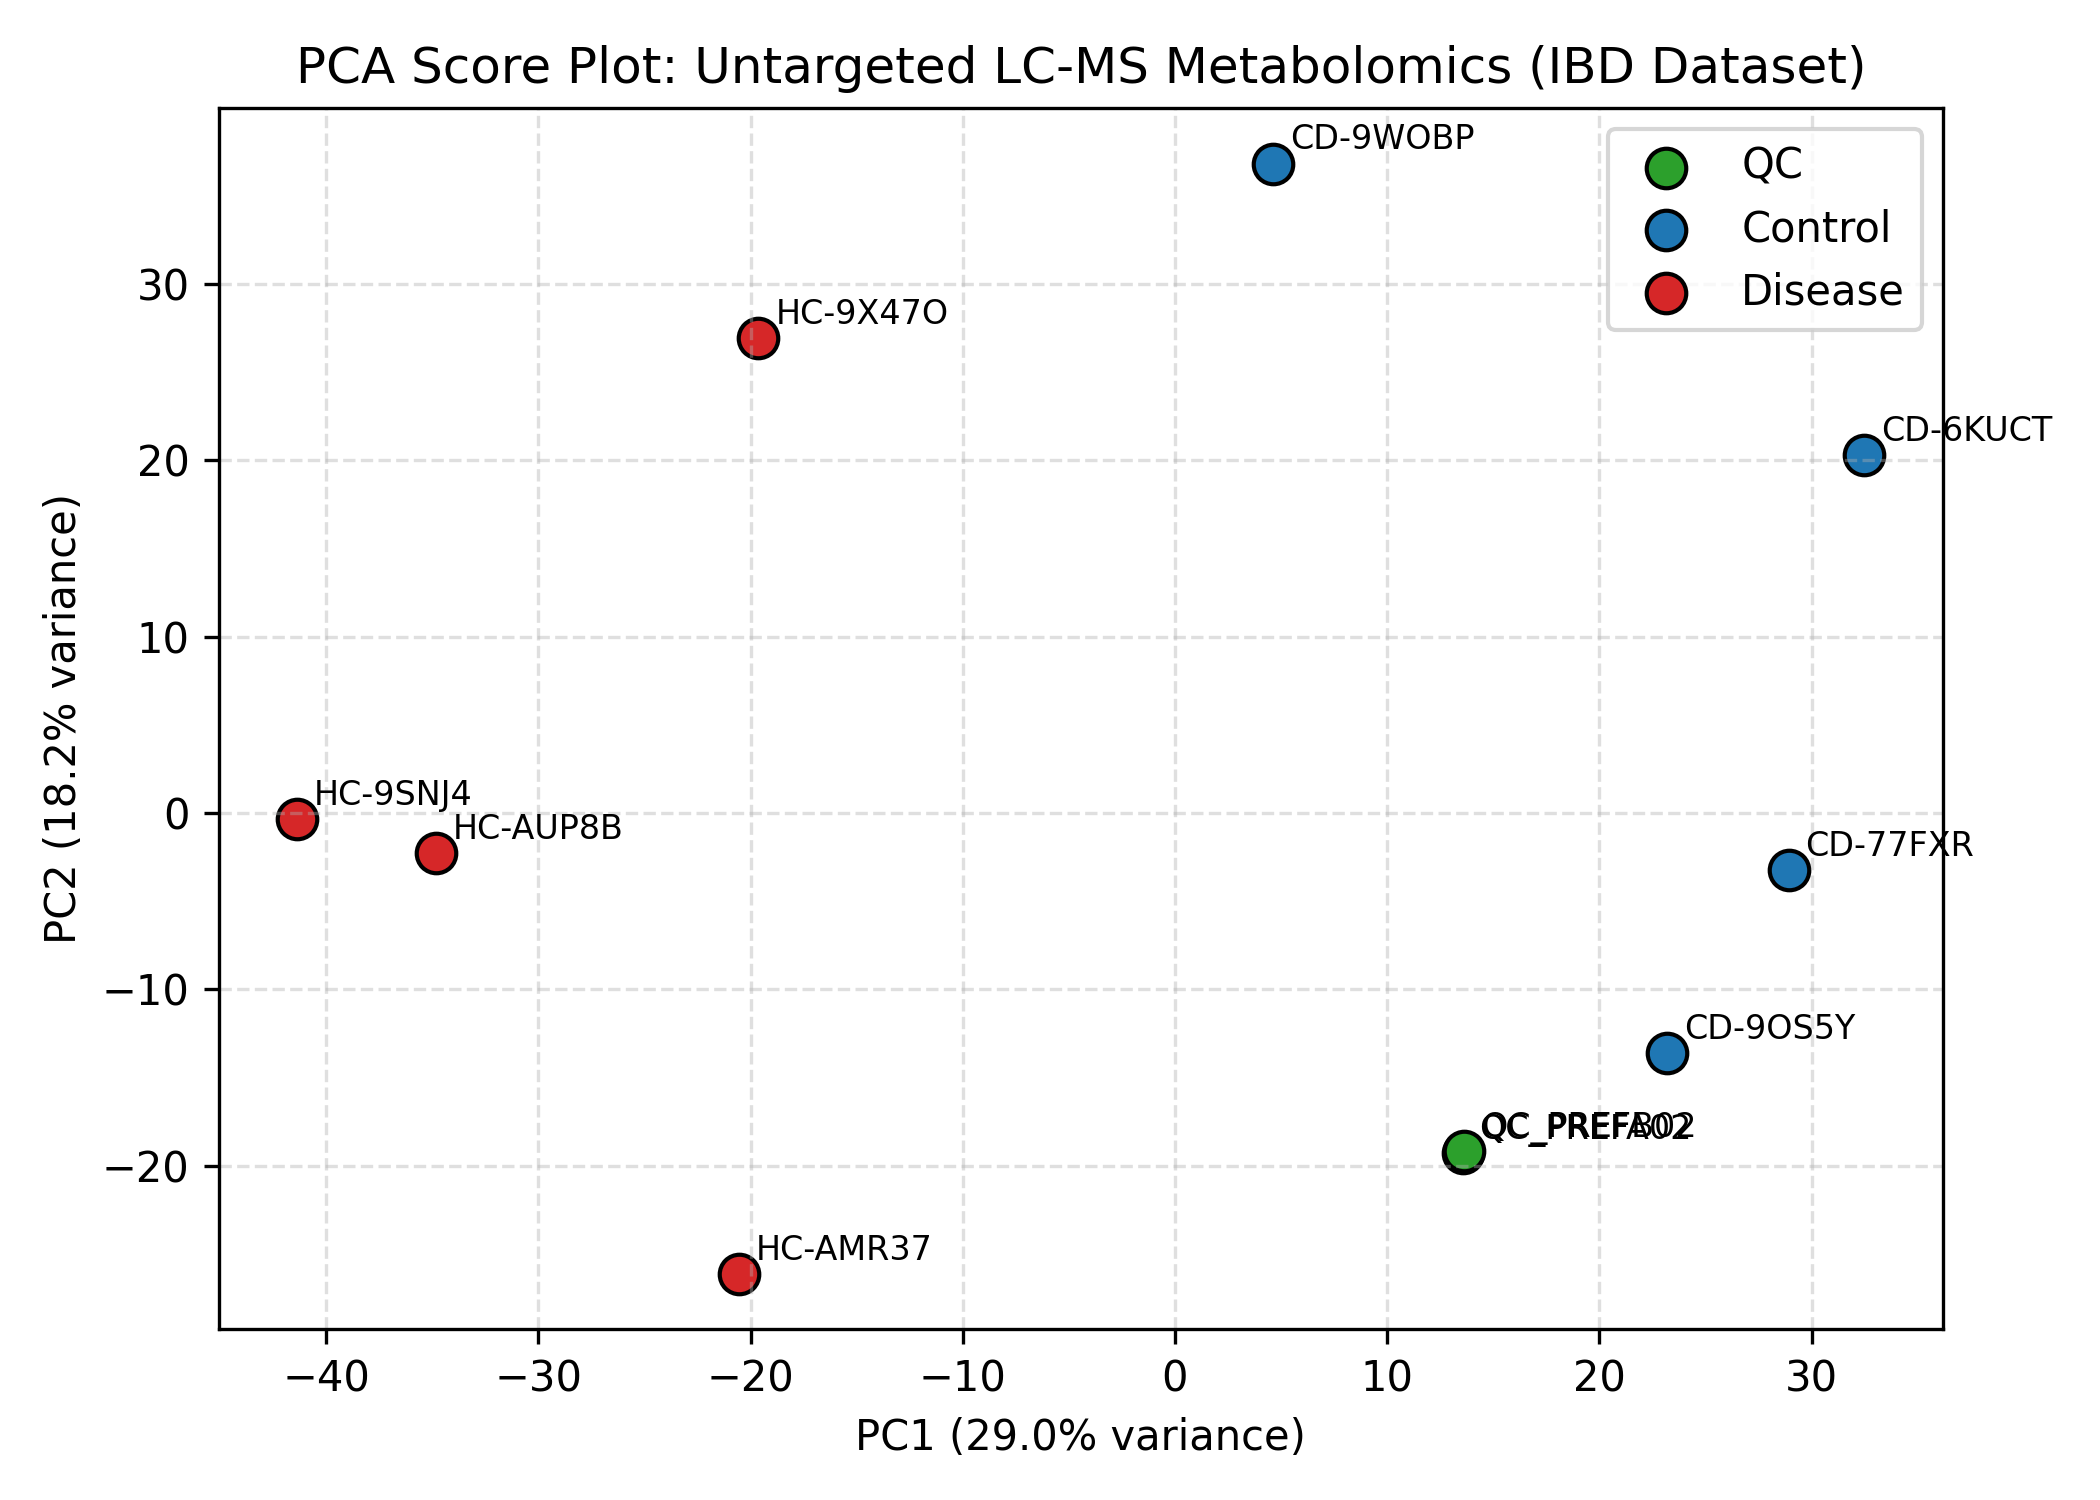 PCA Score Plot: Untargeted LC-MS Metabolomics (IBD Dataset)
CD-9WOBP
QC
Control
Disease
HC-9X47O
CD-6KUCT
HC-9SNJ4
HC-AUP8B
CD-77FXR
CD-9OS5Y
QC_PREFB02
QC_PREFA02
HC-AMR37
30
20
10
0
−10
−20
PC2 (18.2% variance)
−40 −30 −20 −10 0 10 20 30
PC1 (29.0% variance)